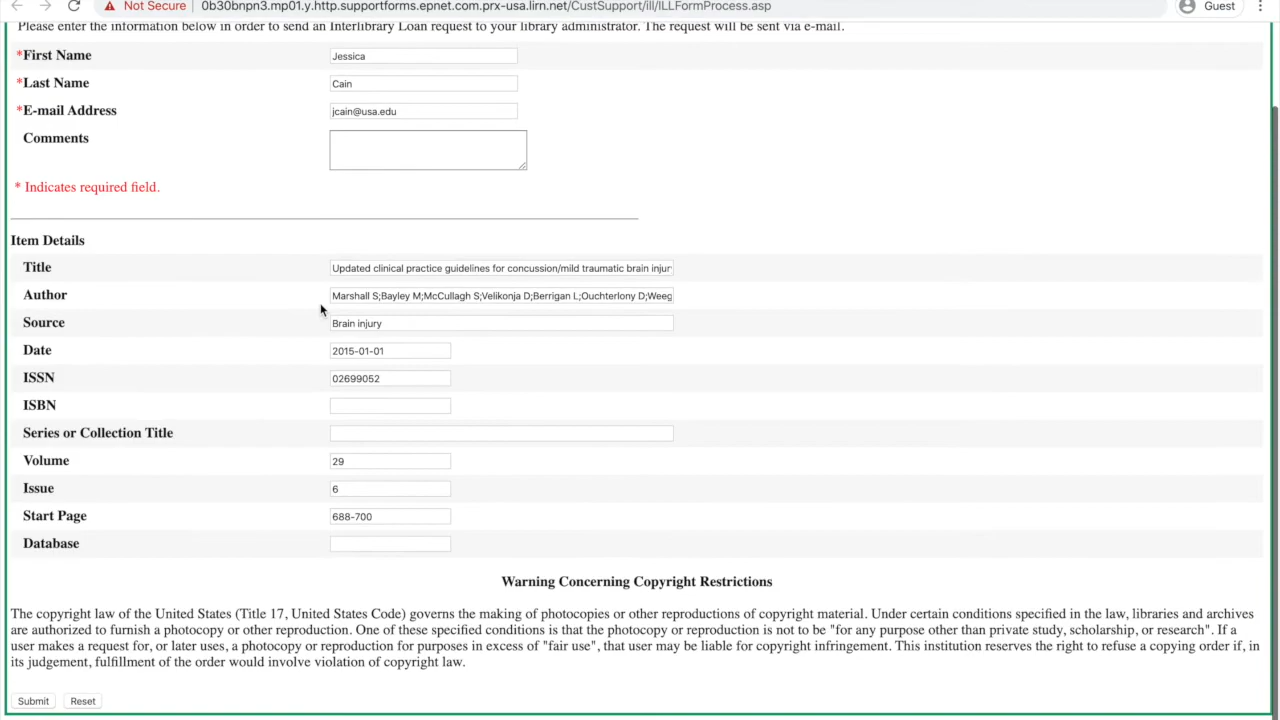 Not Secure
0b30bnpn3.mp01.y.http.supportforms.epnet.com.prx-usa.lirn.net/CustSupport/ill/ILLFormProcess.asp
Guest
Please enter the information below in order to send an Interlibrary Loan request to your library administrator. The request will be sent via e-mail.
*First Name Jessica
*Last Name Cain
*E-mail Address jcain@usa.edu
Comments
* Indicates required field.
Item Details
Title Updated clinical practice guidelines for concussion/mild traumatic brain injur
Author Marshall S;Bayley M;McCullagh S;Velikonja D;Berrigan L;Ouchterlony D;Weeg
Source Brain injury
Date 2015-01-01
ISSN 02699052
ISBN
Series or Collection Title
Volume 29
Issue 6
Start Page 688-700
Database
Warning Concerning Copyright Restrictions
The copyright law of the United States (Title 17, United States Code) governs the making of photocopies or other reproductions of copyright material. Under certain conditions specified in the law, libraries and archives
are authorized to furnish a photocopy or other reproduction. One of these specified conditions is that the photocopy or reproduction is not to be "for any purpose other than private study, scholarship, or research". If a
user makes a request for, or later uses, a photocopy or reproduction for purposes in excess of "fair use", that user may be liable for copyright infringement. This institution reserves the right to refuse a copying order if, in
its judgement, fulfillment of the order would involve violation of copyright law.
Submit Reset